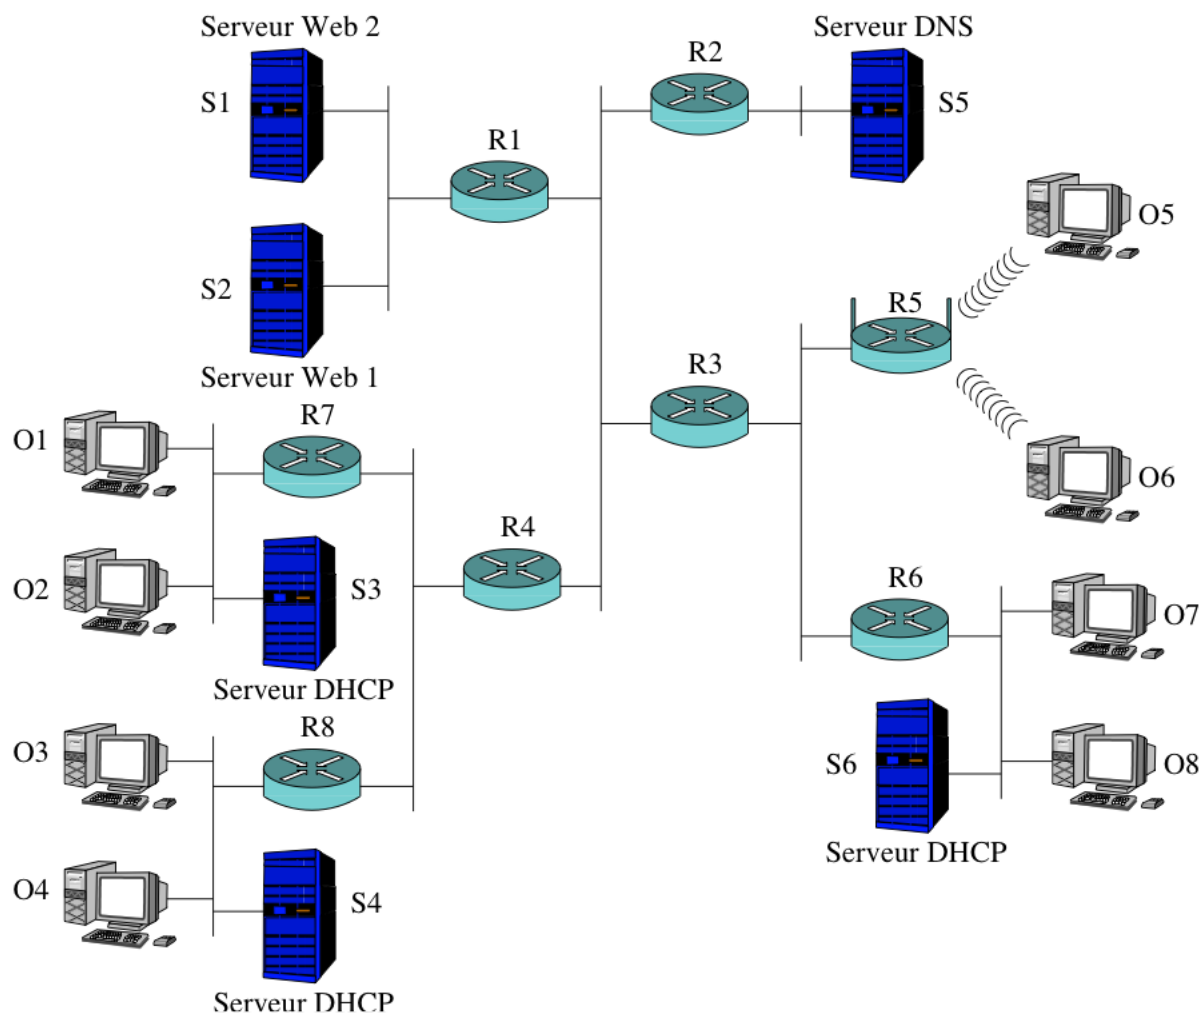 Serveur Web 2
Serveur DNS
R2
S1
S5
R1
O5
S2
R5
R3
Serveur Web 1
R7
O1
O6
R4
R6
O2
S3
O7
Serveur DHCP
R8
O3
S6
O8
Serveur DHCP
O4
S4
Serveur DHCP